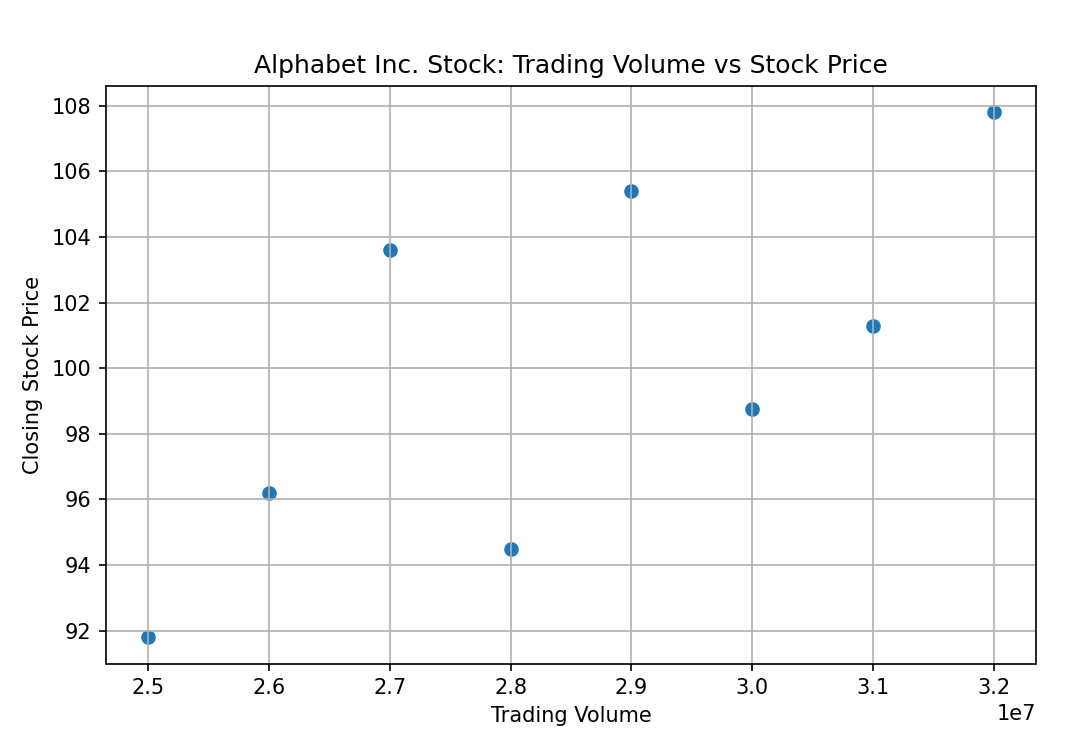 Alphabet Inc. Stock: Trading Volume vs Stock Price
108
106
104
102
100
98
96
94
92
Closing Stock Price
2.5 2.6 2.7 2.8 2.9 3.0 3.1 3.2
1e7
Trading Volume